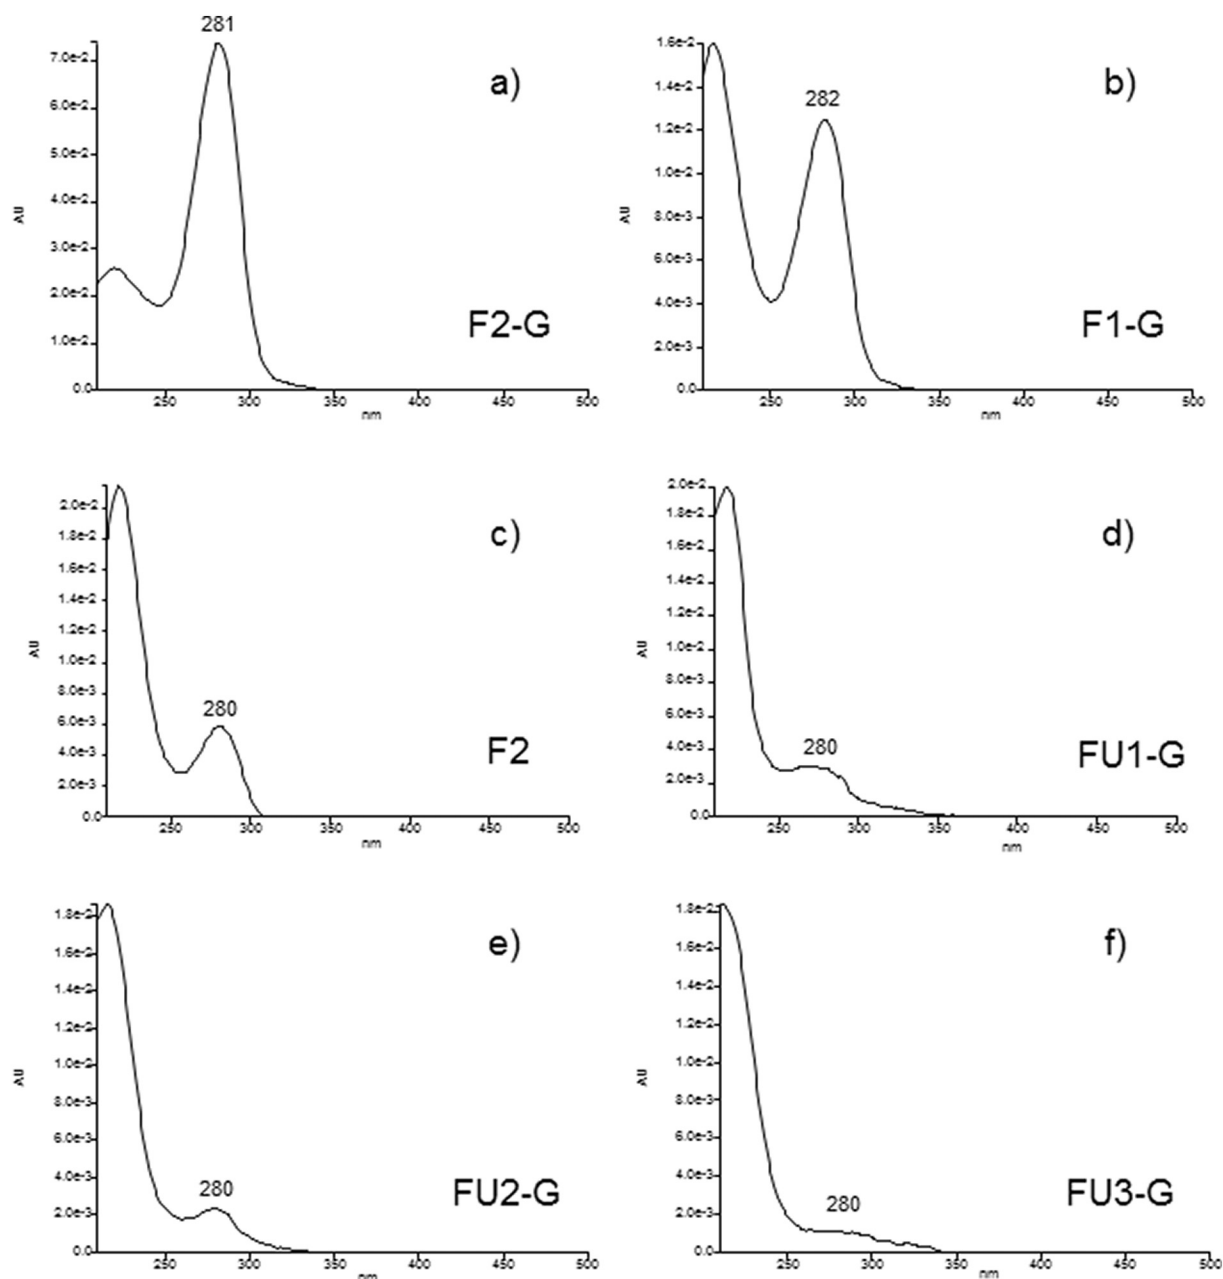 281
a)
7.0e-2
6.0e-2
5.0e-2
4.0e-2
3.0e-2
2.0e-2
1.0e-2
0.0
AU
F2-G
250 300 350 400 450 500
nm
282
b)
1.6e-2
1.4e-2
1.2e-2
1.0e-2
8.0e-3
6.0e-3
4.0e-3
2.0e-3
0.0
AU
F1-G
250 300 350 400 450 500
nm
c)
2.0e-2
1.8e-2
1.6e-2
1.4e-2
1.2e-2
1.0e-2
8.0e-3
6.0e-3
4.0e-3
2.0e-3
0.0
AU
280
F2
250 300 350 400 450 500
nm
d)
2.0e-2
1.8e-2
1.6e-2
1.4e-2
1.2e-2
1.0e-2
8.0e-3
6.0e-3
4.0e-3
2.0e-3
0.0
AU
280
FU1-G
250 300 350 400 450 500
nm
e)
1.8e-2
1.6e-2
1.4e-2
1.2e-2
1.0e-2
8.0e-3
6.0e-3
4.0e-3
2.0e-3
0.0
AU
280
FU2-G
250 300 350 400 450 500
nm
f)
1.8e-2
1.6e-2
1.4e-2
1.2e-2
1.0e-2
8.0e-3
6.0e-3
4.0e-3
2.0e-3
0.0
AU
280
FU3-G
250 300 350 400 450 500
nm